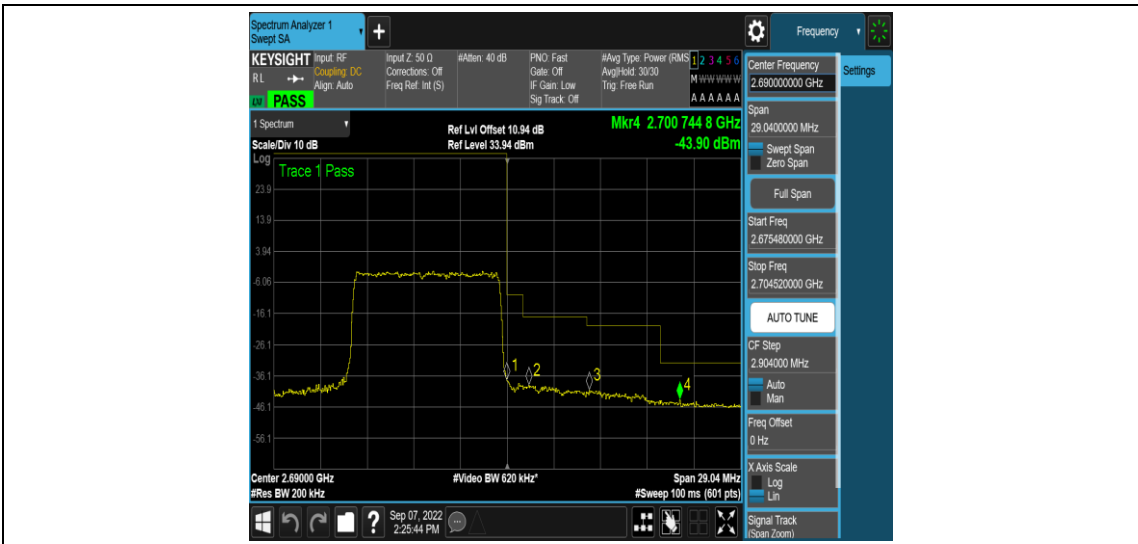 Spectrum Analyzer 1
Swept SA
+
Frequency
KEYSIGHT
RL
PASS
Input: RF
Coupling: DC
Align: Auto
Input Z: 50 Ω
Corrections: Off
Freq Ref: Int (S)
#Atten: 40 dB
PNO: Fast
Gate: Off
IF Gain: Low
Sig Track: Off
#Avg Type: Power (RMS
Avg|Hold: 30/30
Trig: Free Run
1 2 3 4 5 6
M W W W W W
A A A A A A
1 Spectrum
Scale/Div 10 dB
Ref Lvl Offset 10.94 dB
Ref Level 33.94 dBm
Mkr4 2.700 744 8 GHz
-43.90 dBm
Log
Trace 1 Pass
23.9
13.9
3.94
-6.06
-16.1
-26.1
-36.1
-46.1
-56.1
1
2
3
4
Center 2.69000 GHz
#Res BW 200 kHz
#Video BW 620 kHz*
Span 29.04 MHz
#Sweep 100 ms (601 pts)
?
Sep 07, 2022
2:25:44 PM
Center Frequency
2.690000000 GHz
Settings
Span
29.0400000 MHz
Swept Span
Zero Span
Full Span
Start Freq
2.675480000 GHz
Stop Freq
2.704520000 GHz
AUTO TUNE
CF Step
2.904000 MHz
Auto
Man
Freq Offset
0 Hz
X Axis Scale
Log
Lin
Signal Track
(Span Zoom)